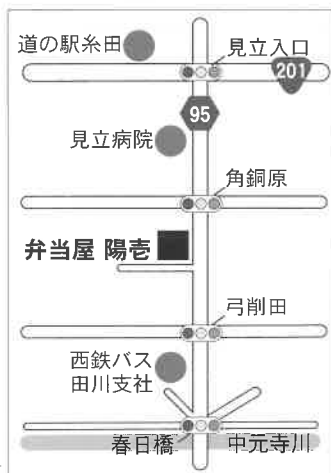 道の駅糸田
見立入口
201
95
見立病院
角銅原
弁当屋 陽壱
弓削田
西鉄バス
田川支社
春日橋
中元寺川